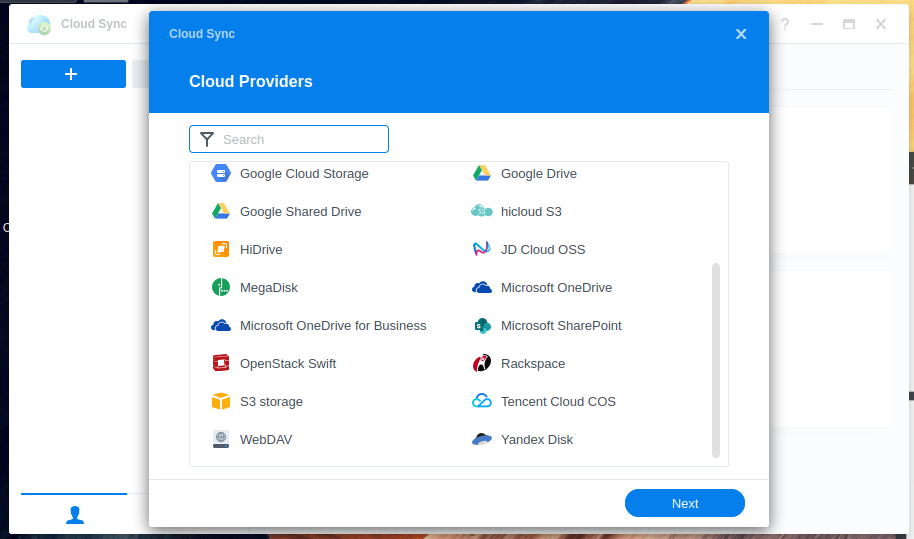 Cloud Sync
Cloud Sync
Cloud Providers
Search
Google Cloud Storage
Google Drive
Google Shared Drive
hicloud S3
HiDrive
JD Cloud OSS
MegaDisk
Microsoft OneDrive
Microsoft OneDrive for Business
Microsoft SharePoint
OpenStack Swift
Rackspace
S3 storage
Tencent Cloud COS
WebDAV
Yandex Disk
Next